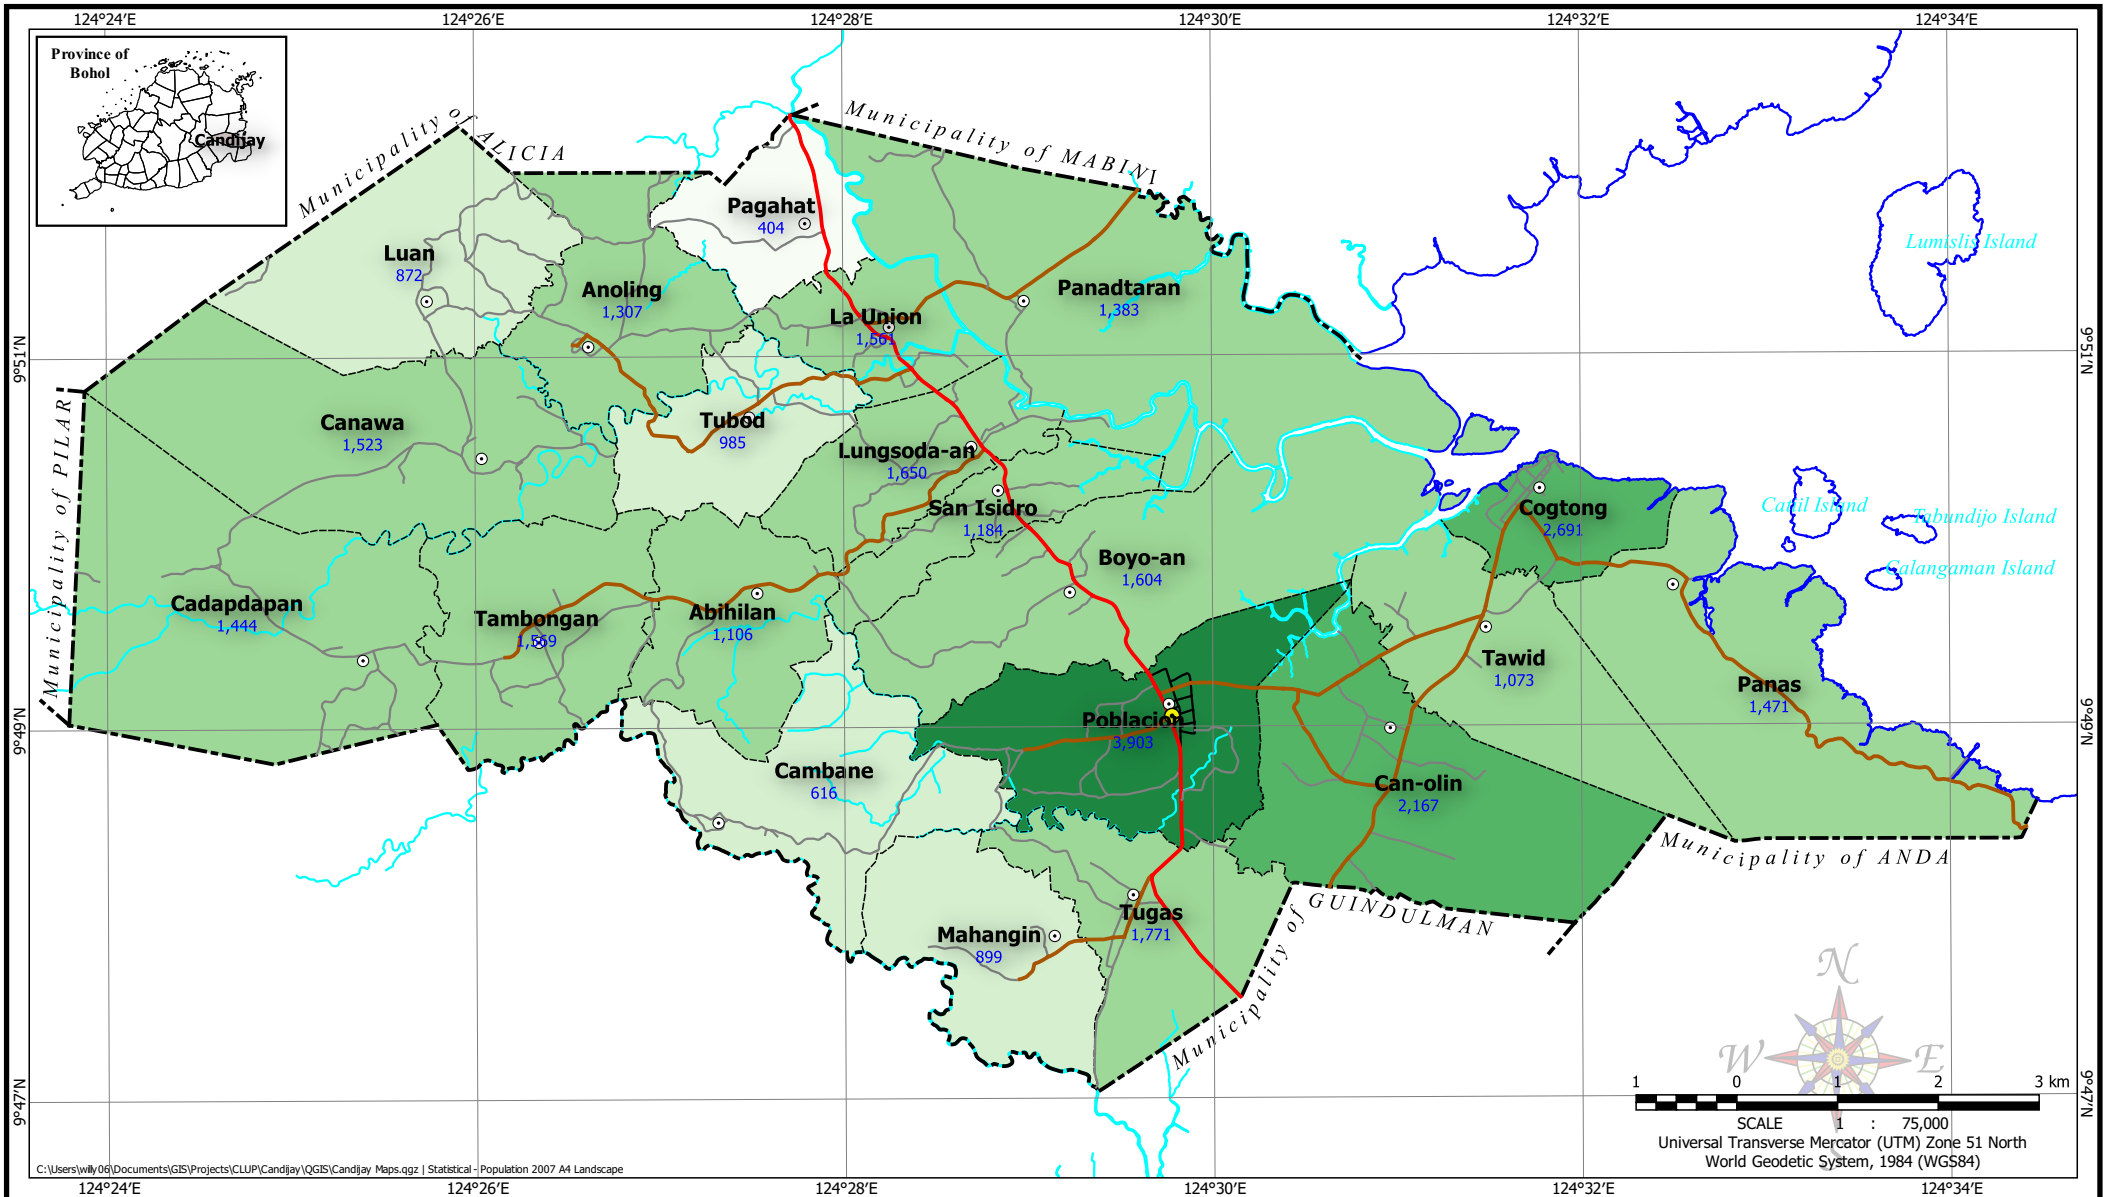 124°24'E 124°26'E 124°28'E 124°30'E 124°32'E 124°34'E
Province of
Bohol
Candijay
Municipality of ALICIA
Municipality of MABINI
Pagahat
404
Luan
872
Lumislis Island
Anoling
1,307
Panadtaran
1,383
La Union
1,561
9°51'N
9°51'N
Canawa
1,523
Tubod
985
Lungsoda-an
1,650
San Isidro
1,184
Cogtong
2,691
Catil Island
Tabundijo Island
Calangaman Island
Boyo-an
1,604
Municipality of PILAR
Cadapdapan
1,444
Tambongan
1,569
Abihilan
1,106
Tawid
1,073
Panas
1,471
9°49'N
9°49'N
Poblacion
3,903
Cambane
616
Can-olin
2,167
Municipality of ANDA
Municipality of GUINDULMAN
Tugas
1,771
Mahangin
899
N
W E
S
1 0 1 2 3 km
SCALE 1 : 75,000
Universal Transverse Mercator (UTM) Zone 51 North
World Geodetic System, 1984 (WGS84)
9°47'N
9°47'N
C:\Users\willy06\Documents\GIS\Projects\CLUP\Candijay\QGIS\Candijay Maps.qgz | Statistical - Population 2007 A4 Landscape
124°24'E 124°26'E 124°28'E 124°30'E 124°32'E 124°34'E